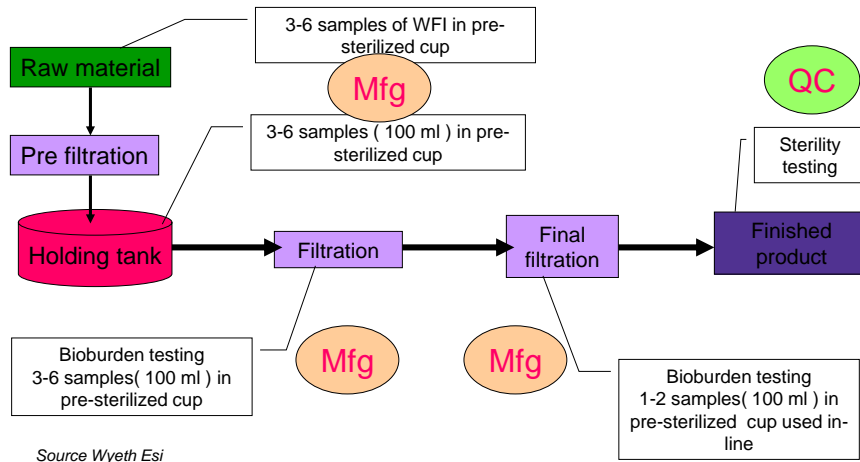 3-6 samples of WFI in pre-
sterilized cup
Raw material
Mfg
QC
3-6 samples ( 100 ml ) in pre-
sterilized cup
Sterility
testing
Pre filtration
Holding tank
Filtration
Final
filtration
Finished
product
Bioburden testing
3-6 samples( 100 ml ) in
pre-sterilized cup
Mfg
Mfg
Bioburden testing
1-2 samples( 100 ml ) in
pre-sterilized cup used in-
line
Source Wyeth Esi